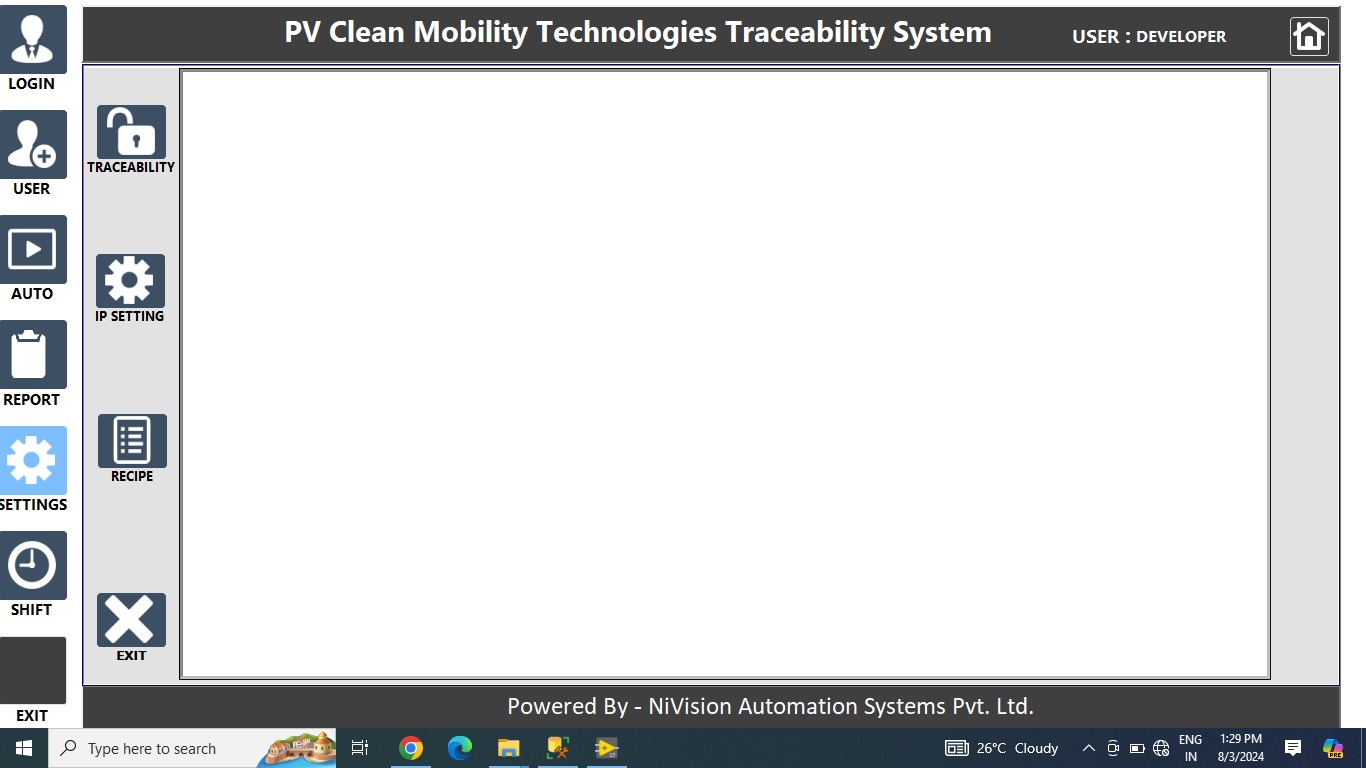 PV Clean Mobility Technologies Traceability System
USER : DEVELOPER
LOGIN
USER
AUTO
REPORT
SETTINGS
SHIFT
EXIT
TRACEABILITY
IP SETTING
RECIPE
EXIT
Powered By - NiVision Automation Systems Pvt. Ltd.
Type here to search
26°C Cloudy
ENG
IN
1:29 PM
8/3/2024